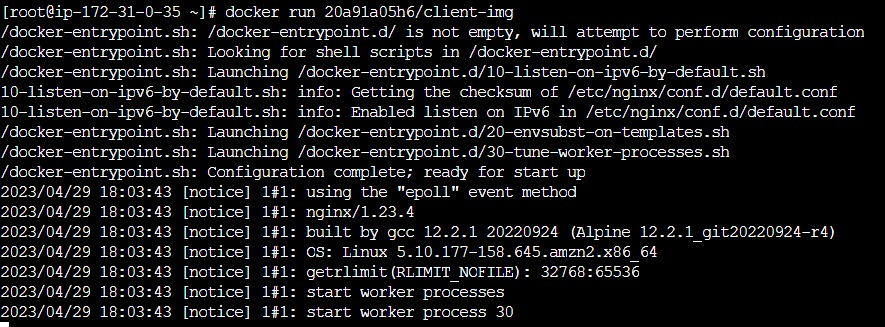 [root@ip-172-31-0-35 ~]# docker run 20a91a05h6/client-img
/docker-entrypoint.sh: /docker-entrypoint.d/ is not empty, will attempt to perform configuration
/docker-entrypoint.sh: Looking for shell scripts in /docker-entrypoint.d/
/docker-entrypoint.sh: Launching /docker-entrypoint.d/10-listen-on-ipv6-by-default.sh
10-listen-on-ipv6-by-default.sh: info: Getting the checksum of /etc/nginx/conf.d/default.conf
10-listen-on-ipv6-by-default.sh: info: Enabled listen on IPv6 in /etc/nginx/conf.d/default.conf
/docker-entrypoint.sh: Launching /docker-entrypoint.d/20-envsubst-on-templates.sh
/docker-entrypoint.sh: Launching /docker-entrypoint.d/30-tune-worker-processes.sh
/docker-entrypoint.sh: Configuration complete; ready for start up
2023/04/29 18:03:43 [notice] 1#1: using the "epoll" event method
2023/04/29 18:03:43 [notice] 1#1: nginx/1.23.4
2023/04/29 18:03:43 [notice] 1#1: built by gcc 12.2.1 20220924 (Alpine 12.2.1_git20220924-r4)
2023/04/29 18:03:43 [notice] 1#1: OS: Linux 5.10.177-158.645.amzn2.x86_64
2023/04/29 18:03:43 [notice] 1#1: getrlimit(RLIMIT_NOFILE): 32768:65536
2023/04/29 18:03:43 [notice] 1#1: start worker processes
2023/04/29 18:03:43 [notice] 1#1: start worker process 30